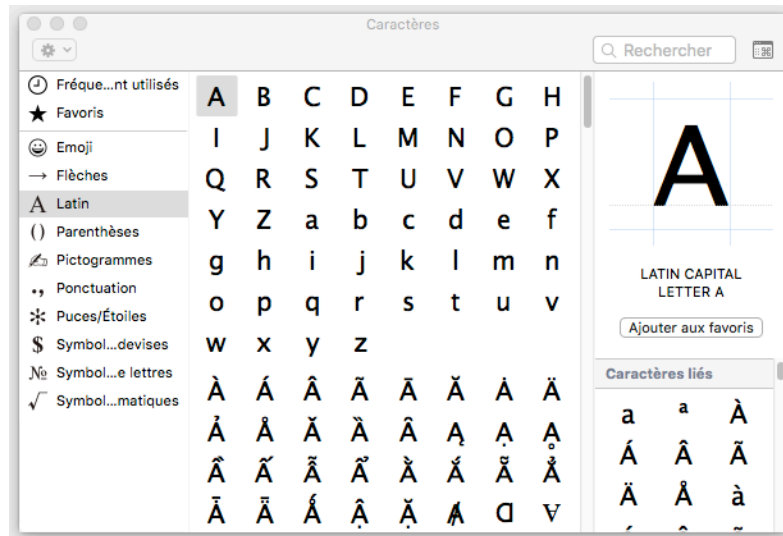 Caractères
Rechercher
Fréque...nt utilisés
Favoris
Emoji
Flèches
Latin
Parenthèses
Pictogrammes
Ponctuation
Puces/Étoiles
Symbol...devises
Symbol...e lettres
Symbol...matiques
A B C D E F G H
I J K L M N O P
Q R S T U V W X
Y Z a b c d e f
g h i j k l m n
o p q r s t u v
w x y z
À Á Â Ã Ā Ă Ȧ Ä
Ả Å Ǎ Ȁ Ȃ Ą Ạ Ḁ
Ầ Ấ Ẫ Ẩ Ằ Ắ Ẵ Ẳ
Ǡ Ǟ Ǻ Ậ Ặ Ⱥ
A
LATIN CAPITAL
LETTER A
Ajouter aux favoris
Caractères liés
a ª À
Á Â Ã
Ä Å à